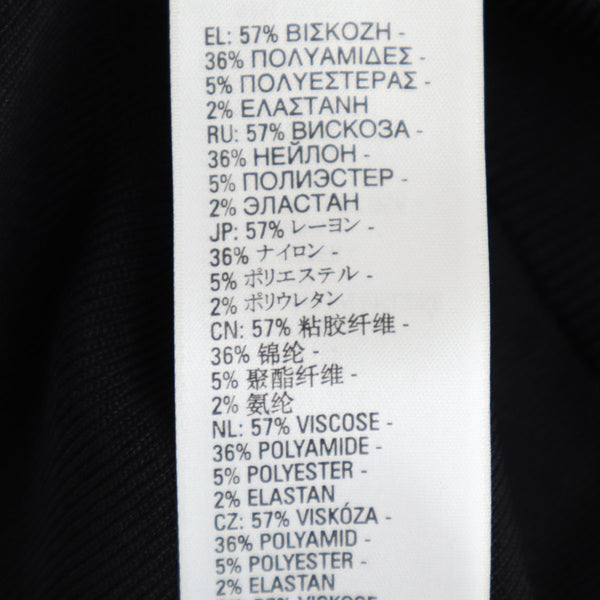 EL: 57% ΒΙΣΚΟΖΗ -
36% ΠΟΛΥΑΜΙΔΕΣ -
5% ΠΟΛΥΕΣΤΕΡΑΣ -
2% ΕΛΑΣΤΑΝΗ
RU: 57% ВИСКОЗА -
36% НЕЙЛОН -
5% ПОЛИЭСТЕР -
2% ЭЛАСТАН
JP: 57% レーヨン -
36% ナイロン -
5% ポリエステル -
2% ポリウレタン
CN: 57% 粘胶纤维 -
36% 锦纶 -
5% 聚酯纤维 -
2% 氨纶
NL: 57% VISCOSE -
36% POLYAMIDE -
5% POLYESTER -
2% ELASTAN
CZ: 57% VISKÓZA -
36% POLYAMID -
5% POLYESTER -
2% ELASTAN
57% VISKOZA